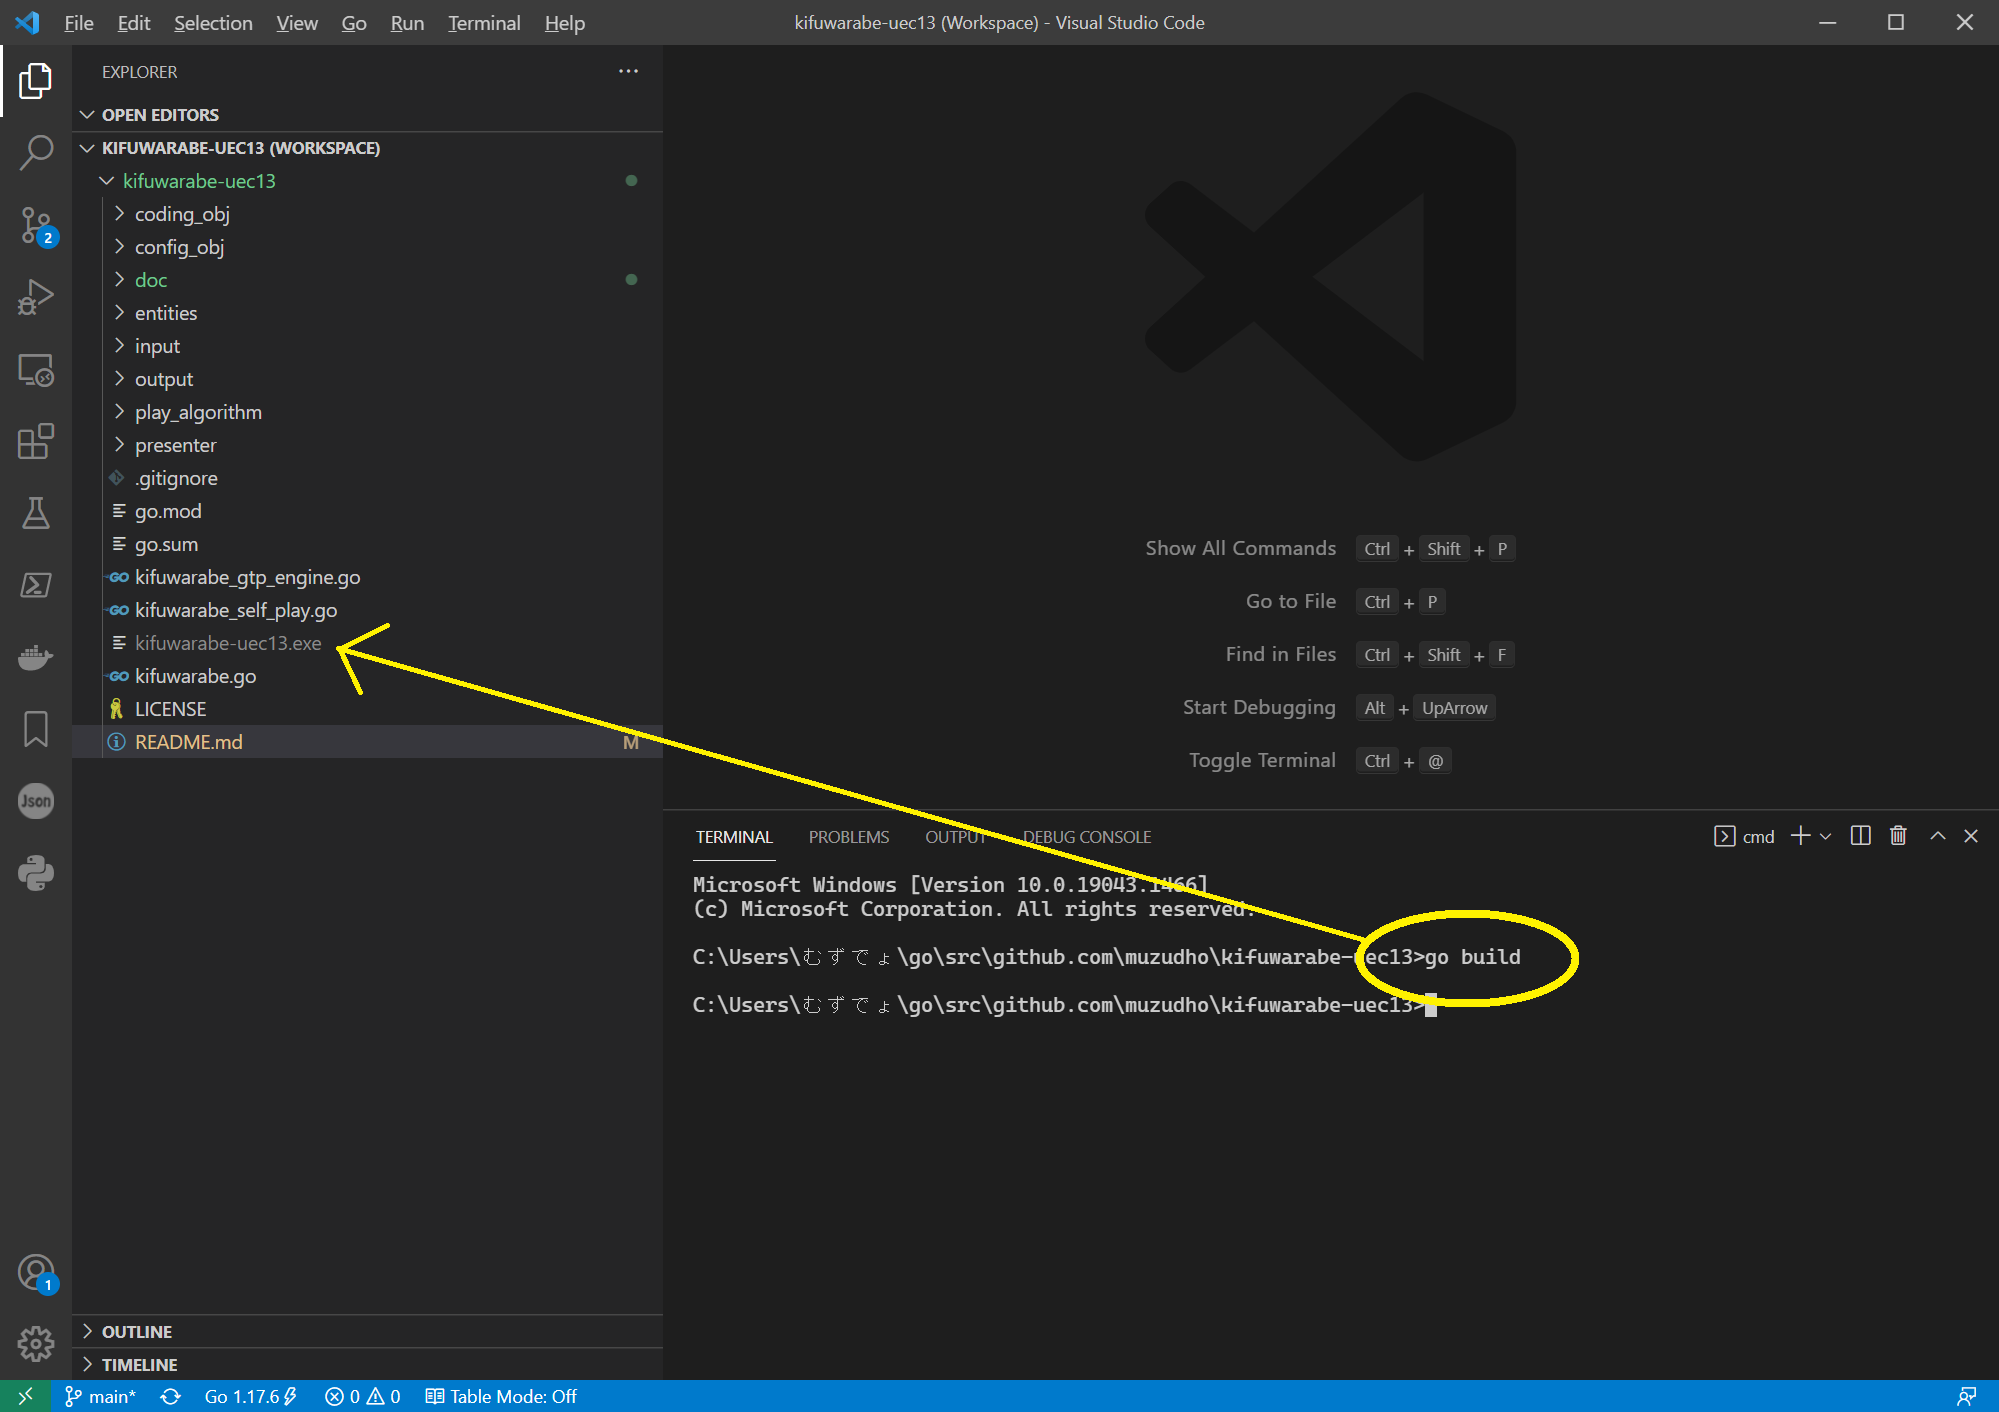 File Edit Selection View Go Run Terminal Help
kifuwarabe-uec13 (Workspace) - Visual Studio Code
EXPLORER
OPEN EDITORS
KIFUWARABE-UEC13 (WORKSPACE)
kifuwarabe-uec13
coding_obj
config_obj
doc
entities
input
output
play_algorithm
presenter
.gitignore
go.mod
go.sum
GO kifuwarabe_gtp_engine.go
GO kifuwarabe_self_play.go
kifuwarabe-uec13.exe
GO kifuwarabe.go
LICENSE
README.md M
2
Json
1
OUTLINE
TIMELINE
Show All Commands Ctrl + Shift + P
Go to File Ctrl + P
Find in Files Ctrl + Shift + F
Start Debugging Alt + UpArrow
Toggle Terminal Ctrl + @
TERMINAL PROBLEMS OUTPUT DEBUG CONSOLE cmd
Microsoft Windows [Version 10.0.19043.1466]
(c) Microsoft Corporation. All rights reserved.
C:\Users\むずでょ\go\src\github.com\muzudho\kifuwarabe-uec13>go build
C:\Users\むずでょ\go\src\github.com\muzudho\kifuwarabe-uec13>
main* Go 1.17.6 0 0 Table Mode: Off